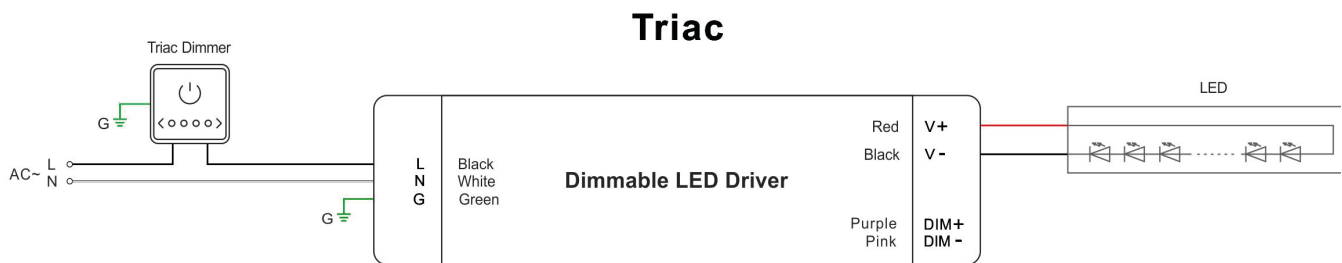 Triac
Triac Dimmer
G
AC~ L
N
L Black
N White
G Green
G
Dimmable LED Driver
Red V+
Black V-
Purple DIM+
Pink DIM-
LED